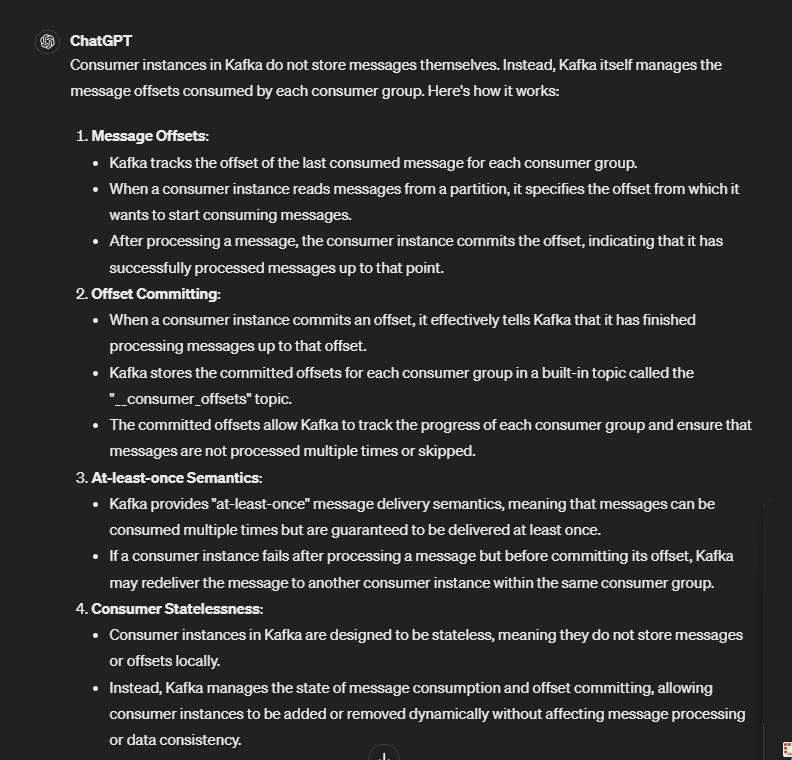 ChatGPT
Consumer instances in Kafka do not store messages themselves. Instead, Kafka itself manages the
message offsets consumed by each consumer group. Here's how it works:
1. Message Offsets:
• Kafka tracks the offset of the last consumed message for each consumer group.
• When a consumer instance reads messages from a partition, it specifies the offset from which it
wants to start consuming messages.
• After processing a message, the consumer instance commits the offset, indicating that it has
successfully processed messages up to that point.
2. Offset Committing:
• When a consumer instance commits an offset, it effectively tells Kafka that it has finished
processing messages up to that offset.
• Kafka stores the committed offsets for each consumer group in a built-in topic called the
"__consumer_offsets" topic.
• The committed offsets allow Kafka to track the progress of each consumer group and ensure that
messages are not processed multiple times or skipped.
3. At-least-once Semantics:
• Kafka provides "at-least-once" message delivery semantics, meaning that messages can be
consumed multiple times but are guaranteed to be delivered at least once.
• If a consumer instance fails after processing a message but before committing its offset, Kafka
may redeliver the message to another consumer instance within the same consumer group.
4. Consumer Statelessness:
• Consumer instances in Kafka are designed to be stateless, meaning they do not store messages
or offsets locally.
• Instead, Kafka manages the state of message consumption and offset committing, allowing
consumer instances to be added or removed dynamically without affecting message processing
or data consistency.